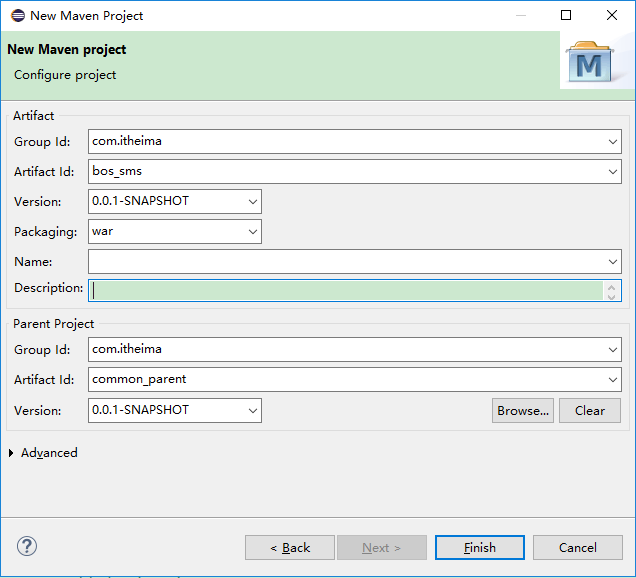 New Maven Project
New Maven project
Configure project
M
Artifact
Group Id: com.itheima
Artifact Id: bos_sms
Version: 0.0.1-SNAPSHOT
Packaging: war
Name:
Description:
Parent Project
Group Id: com.itheima
Artifact Id: common_parent
Version: 0.0.1-SNAPSHOT Browse... Clear
Advanced
? < Back Next > Finish Cancel